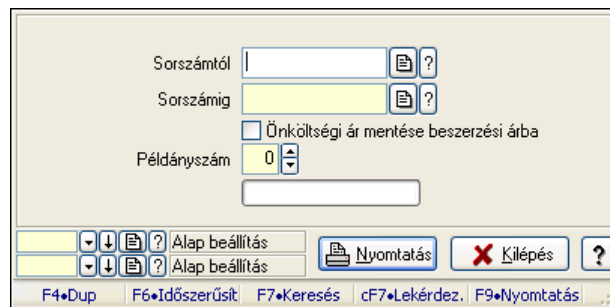 Sorszámtól ?
Sorszámig ?
Önköltségi ár mentése beszerzési árba
Példányszám 0
? Alap beállítás
? Alap beállítás
Nyomtatás Kilépés ?
F4•Dup F6•Időszerűsít F7•Keresés cF7•Lekérdez. F9•Nyomtatás